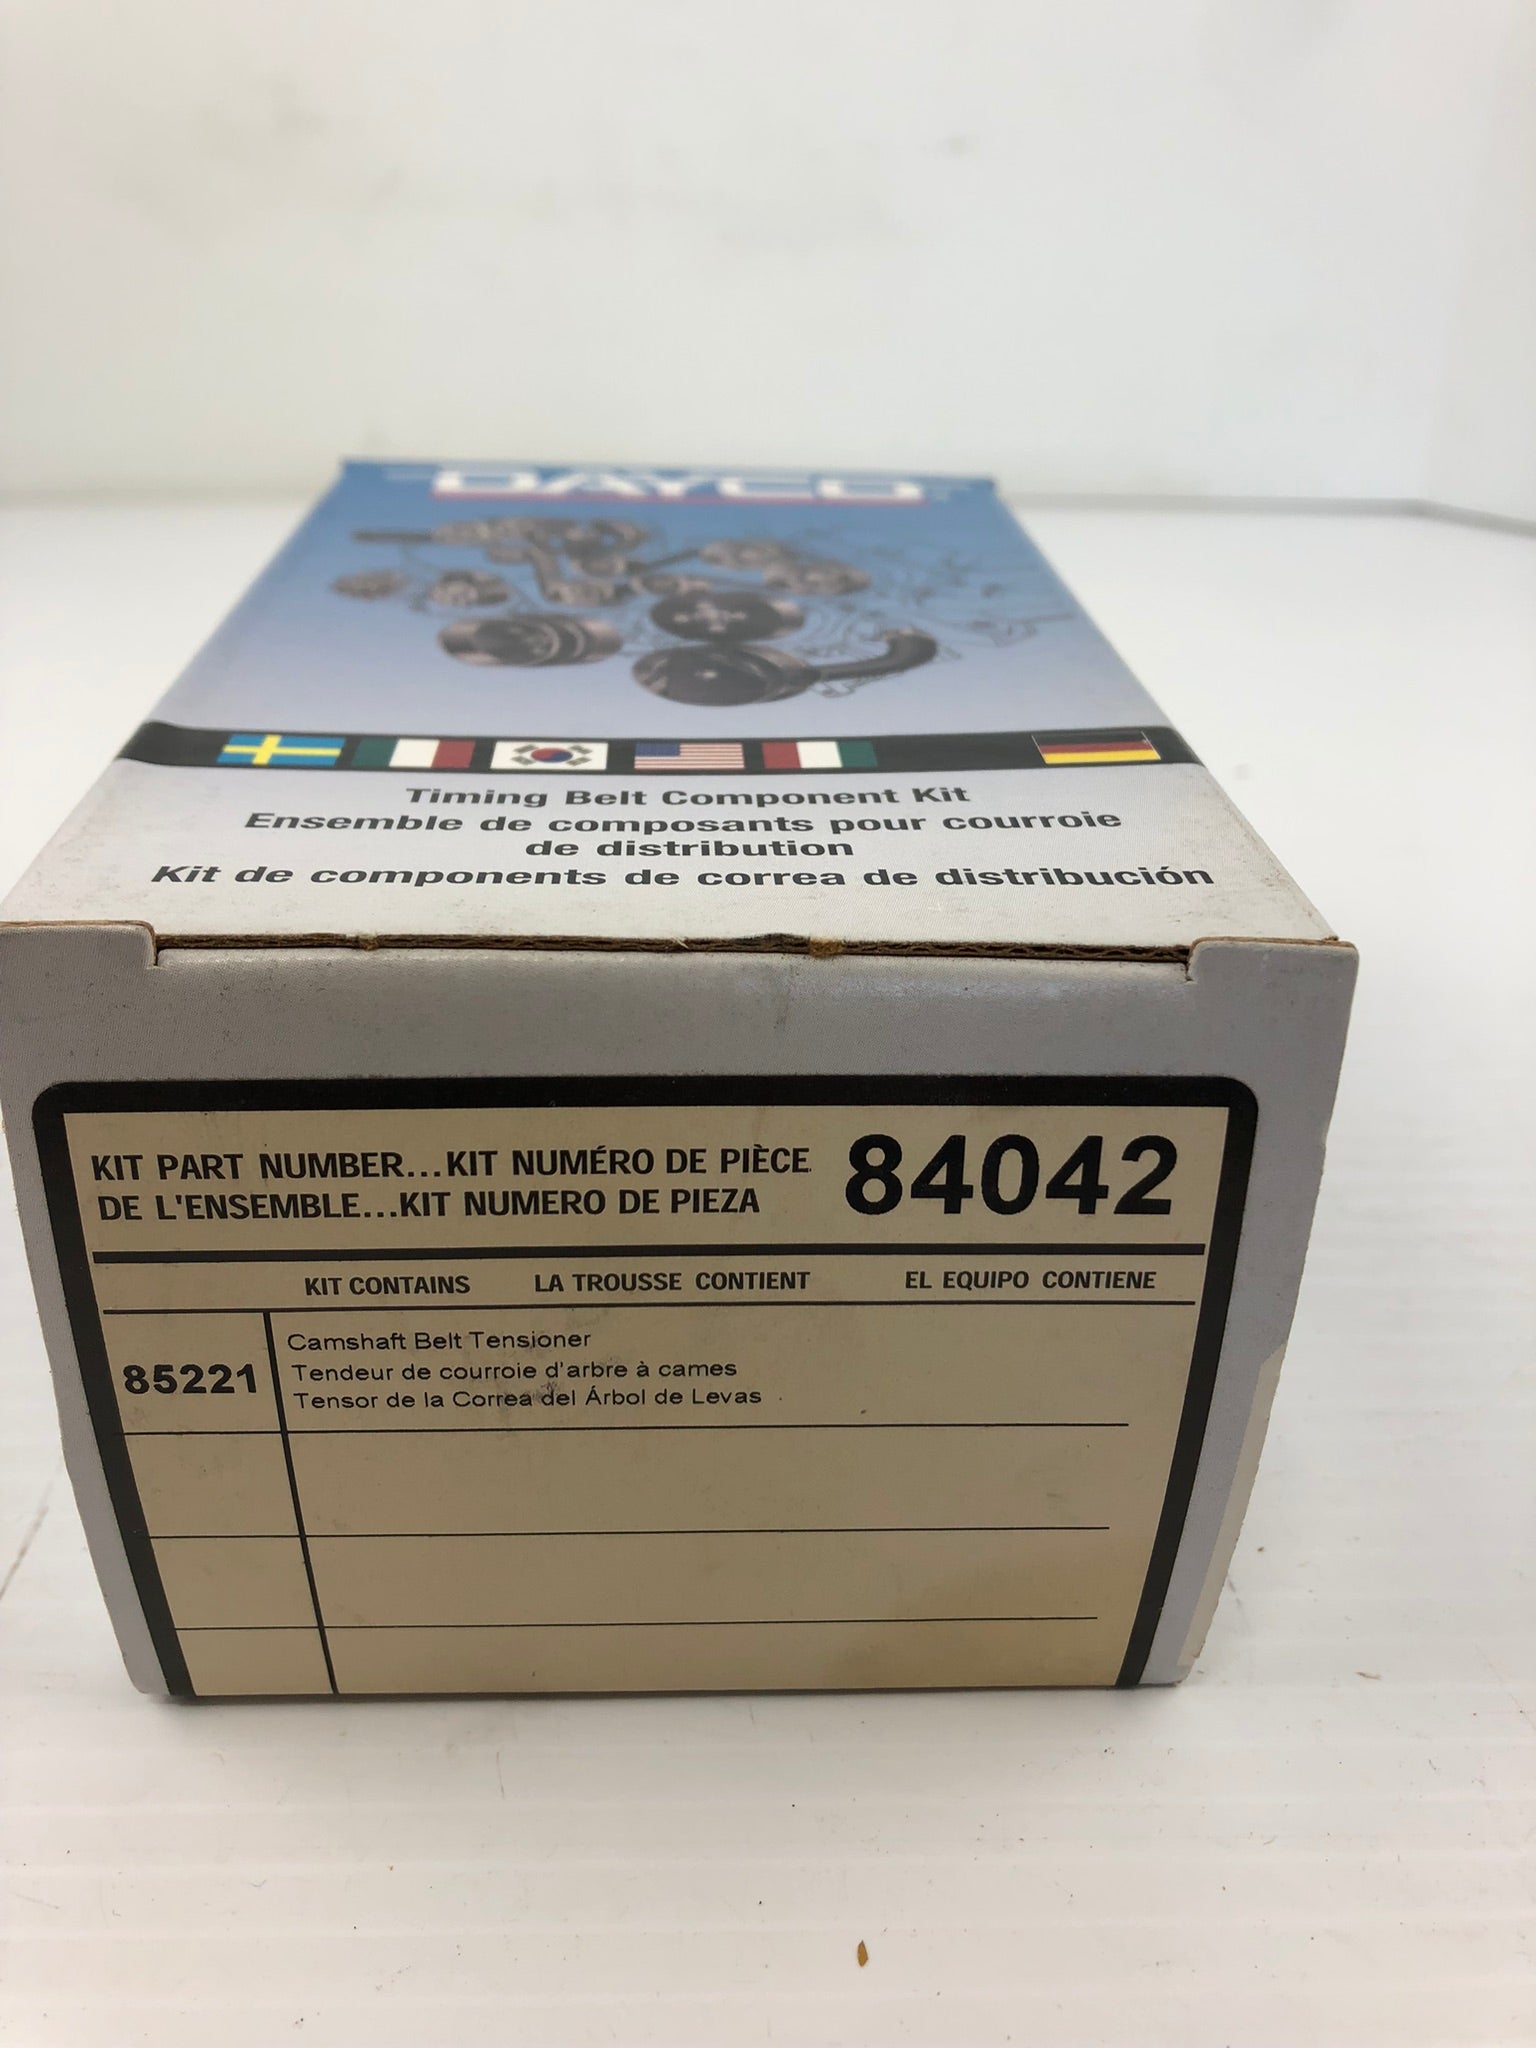 DAYCO
Timing Belt Component Kit
Ensemble de composants pour courroie
de distribution
Kit de componentes de correa de distribución
KIT PART NUMBER...KIT NUMÉRO DE PIÈCE
DE L'ENSEMBLE...KIT NUMERO DE PIEZA
84042
KIT CONTAINS LA TROUSSE CONTIENT EL EQUIPO CONTIENE
85221
Camshaft Belt Tensioner
Tendeur de courroie d'arbre à cames
Tensor de la Correa del Árbol de Levas